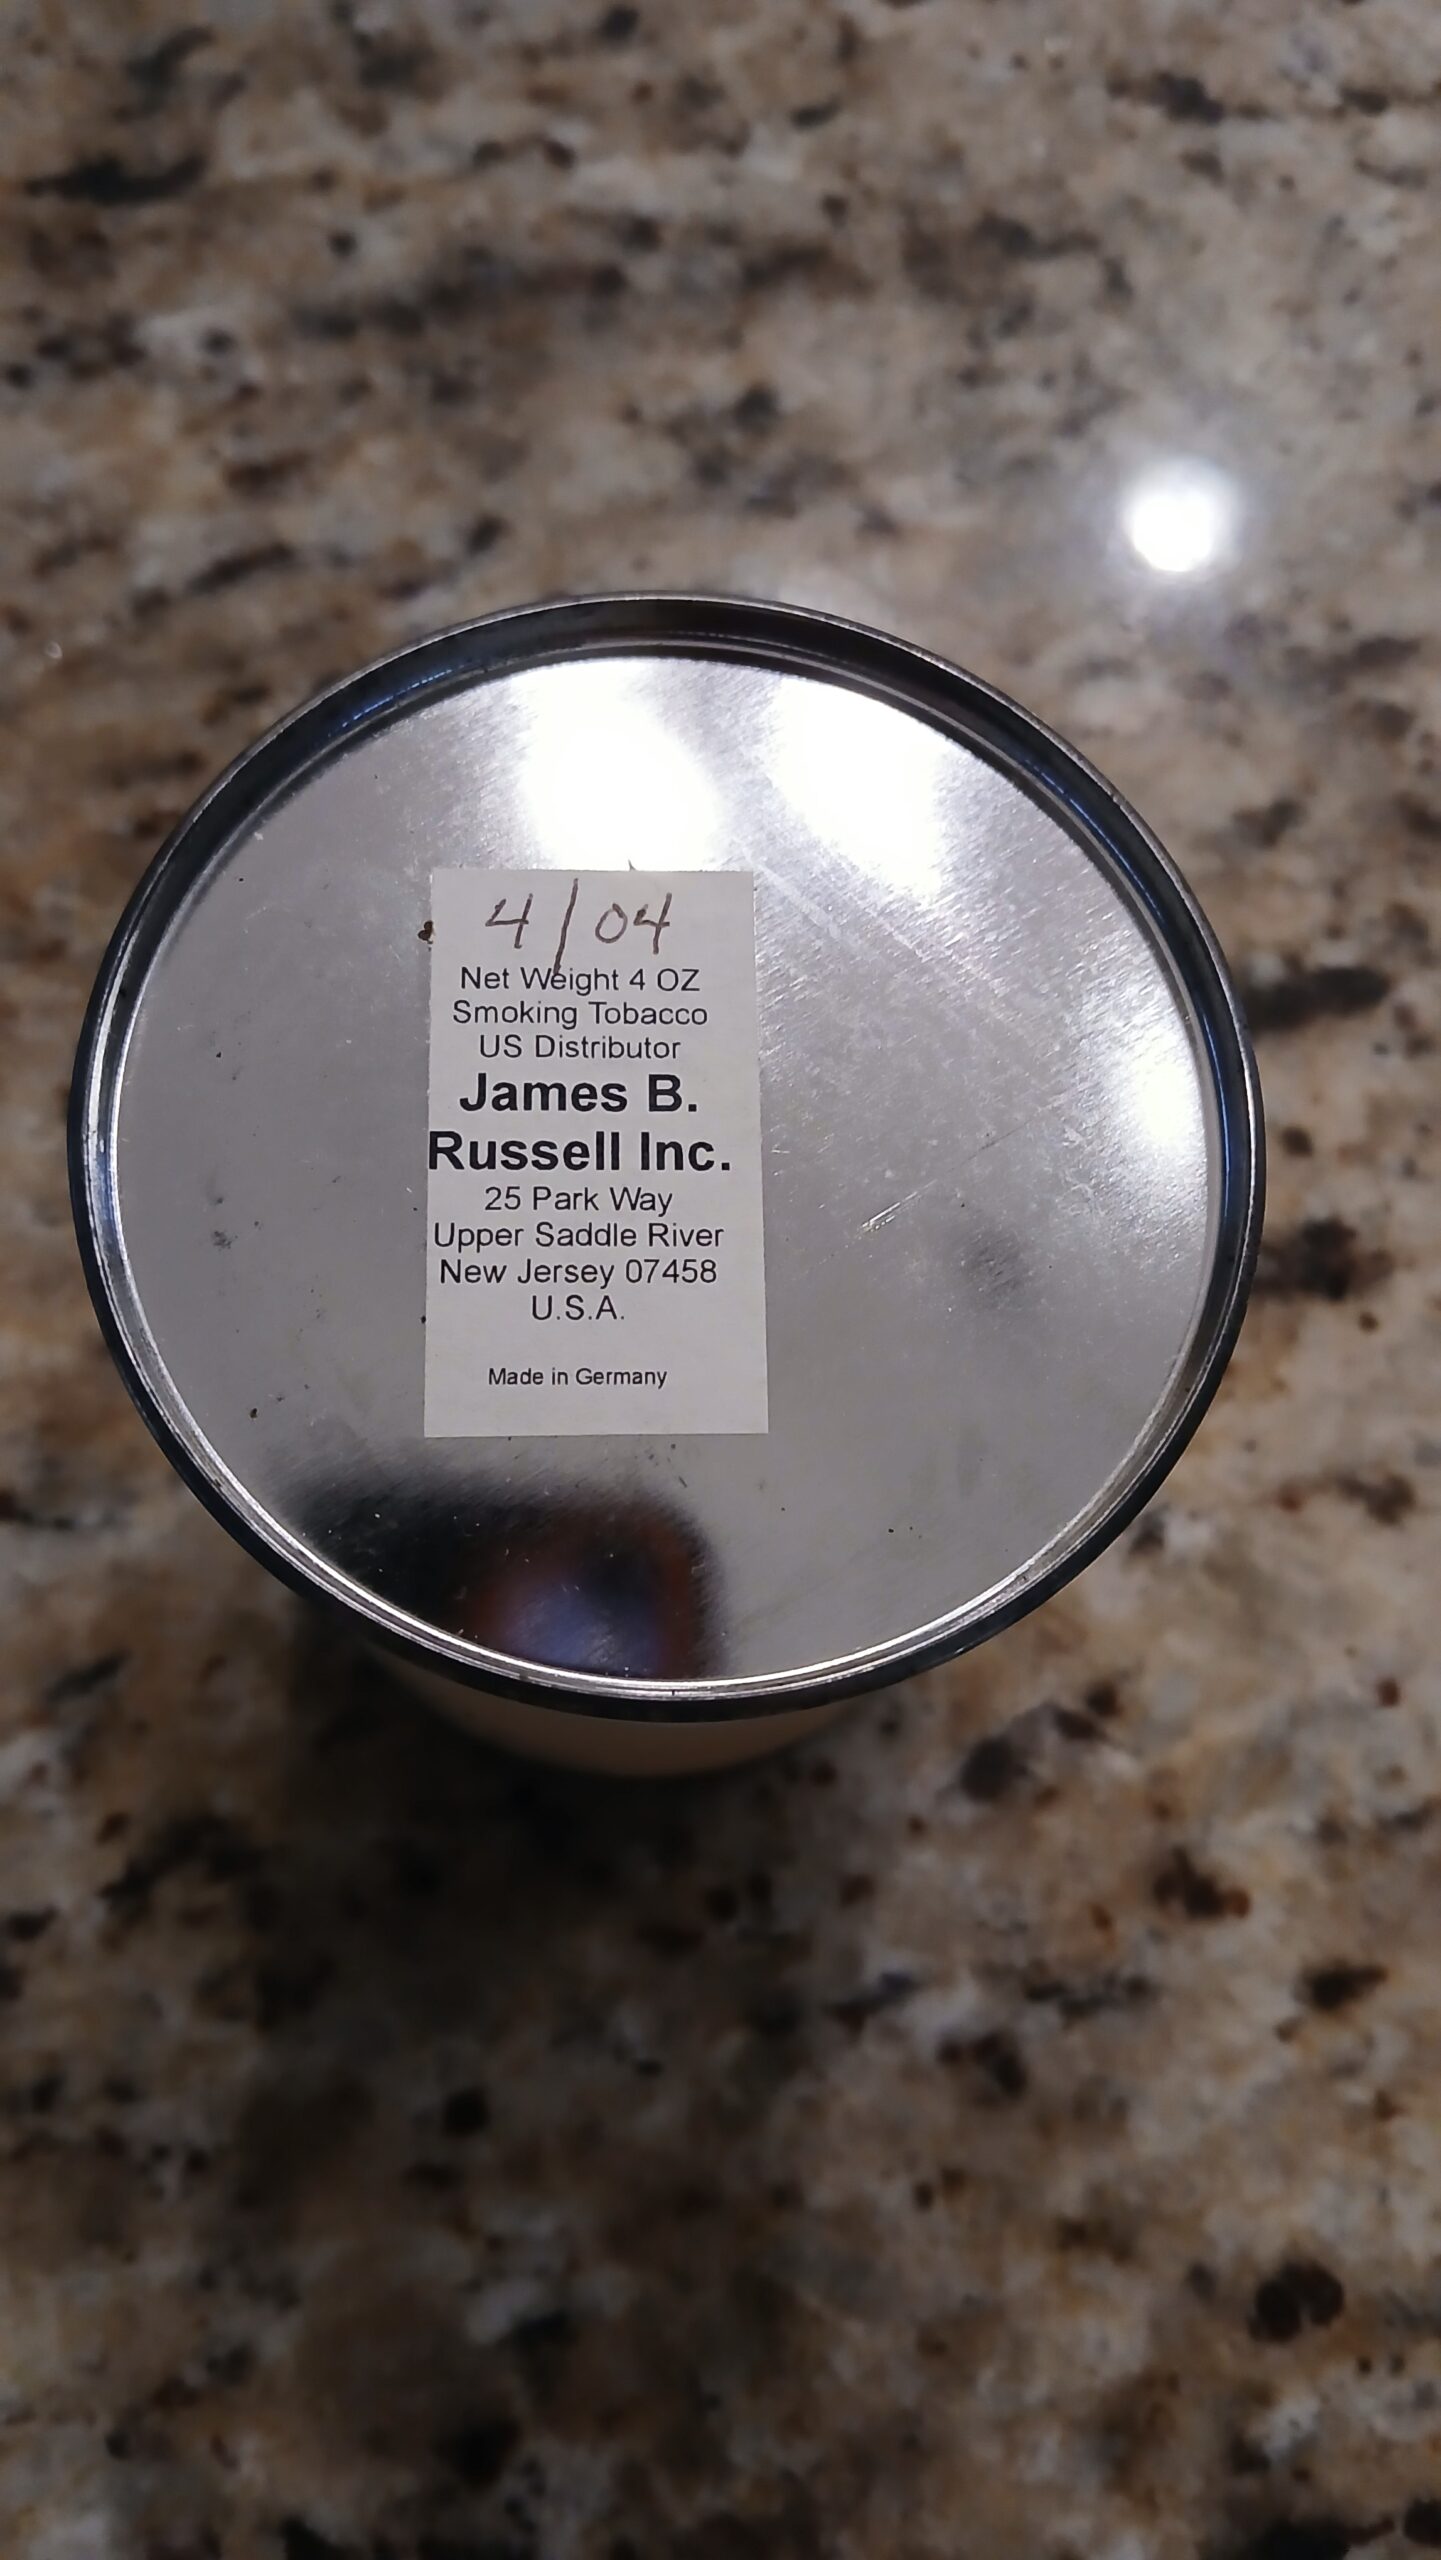 4/04
Net Weight 4 OZ
Smoking Tobacco
US Distributor
James B.
Russell Inc.
25 Park Way
Upper Saddle River
New Jersey 07458
U.S.A.
Made in Germany